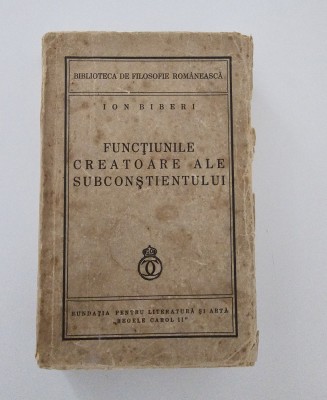 BIBLIOTECA DE FILOSOFIE ROMÂNEASCĂ
ION BIBERI
FUNCȚIUNILE
CREATOARE ALE
SUBCONȘTIENTULUI
FUNDAȚIA PENTRU LITERATURĂ ȘI ARTĂ
„REGELE CAROL II"